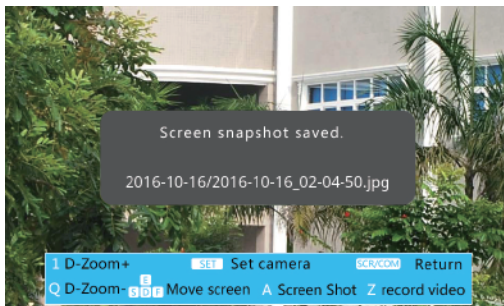 Screen snapshot saved.
2016-10-16/2016-10-16_02-04-50.jpg
1 D-Zoom+ SET Set camera SCR/COM Return
Q D-Zoom- E S D F Move screen A Screen Shot Z record video